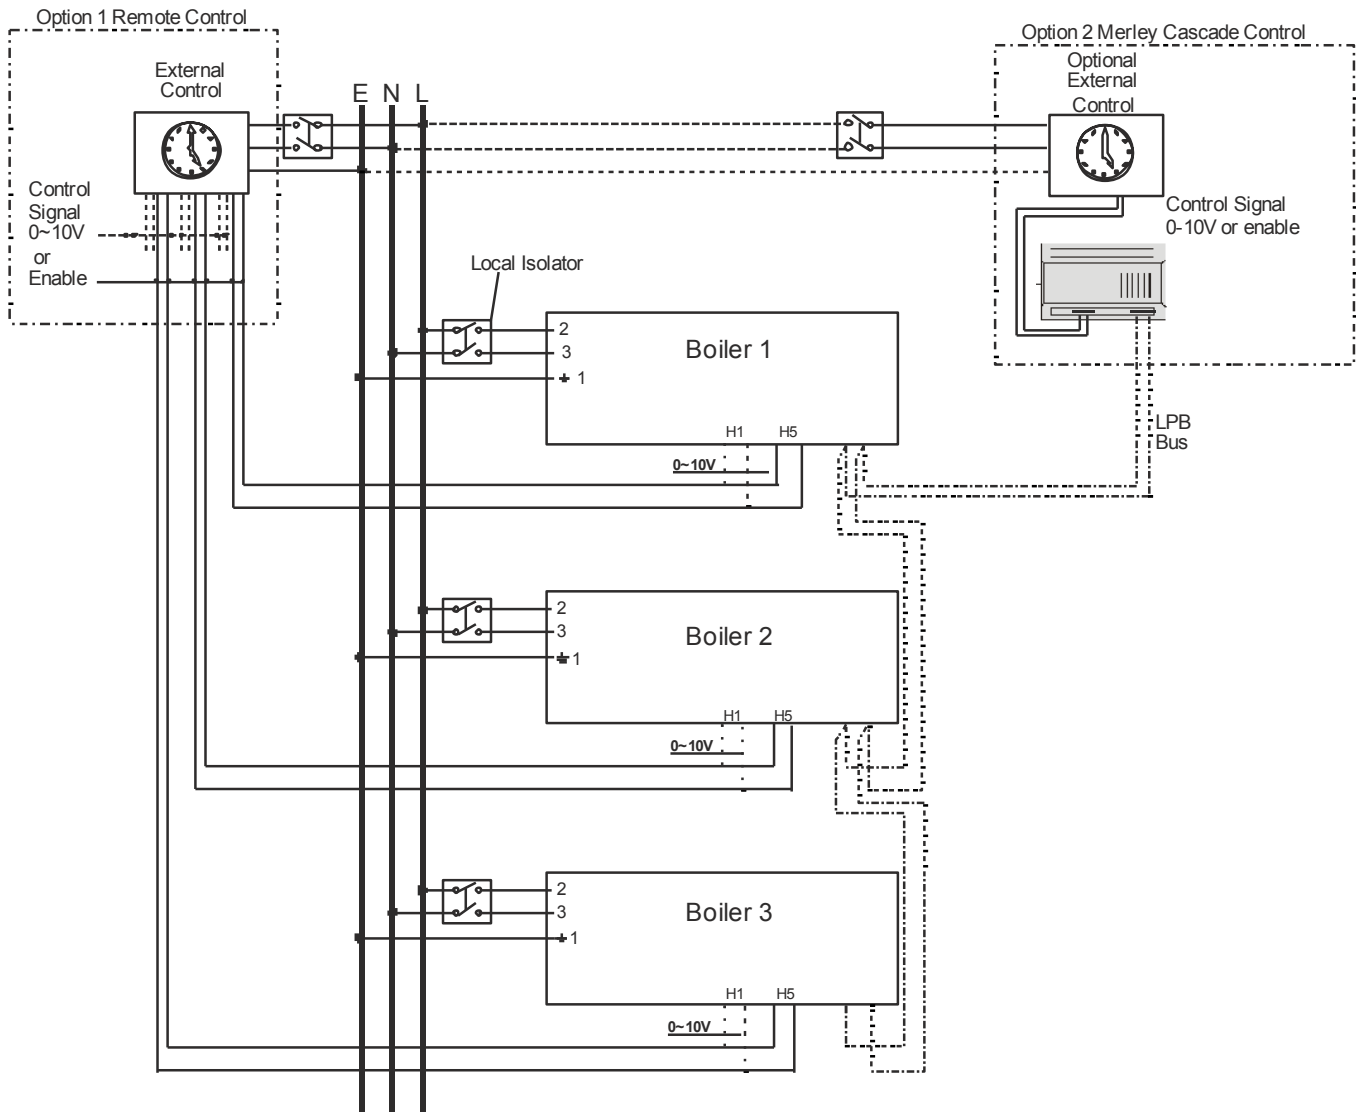 Option 1 Remote Control
External
Control
Control
Signal
0~10V
or
Enable
E N L
Option 2 Merley Cascade Control
Optional
External
Control
Control Signal
0-10V or enable
LPB
Bus
Local Isolator
2
3
1
Boiler 1
H1 H5
0~10V
2
3
1
Boiler 2
H1 H5
0~10V
2
3
1
Boiler 3
H1 H5
0~10V